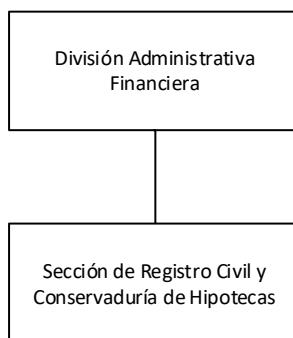 División Administrativa
Financiera
Sección de Registro Civil y
Conservaduría de Hipotecas